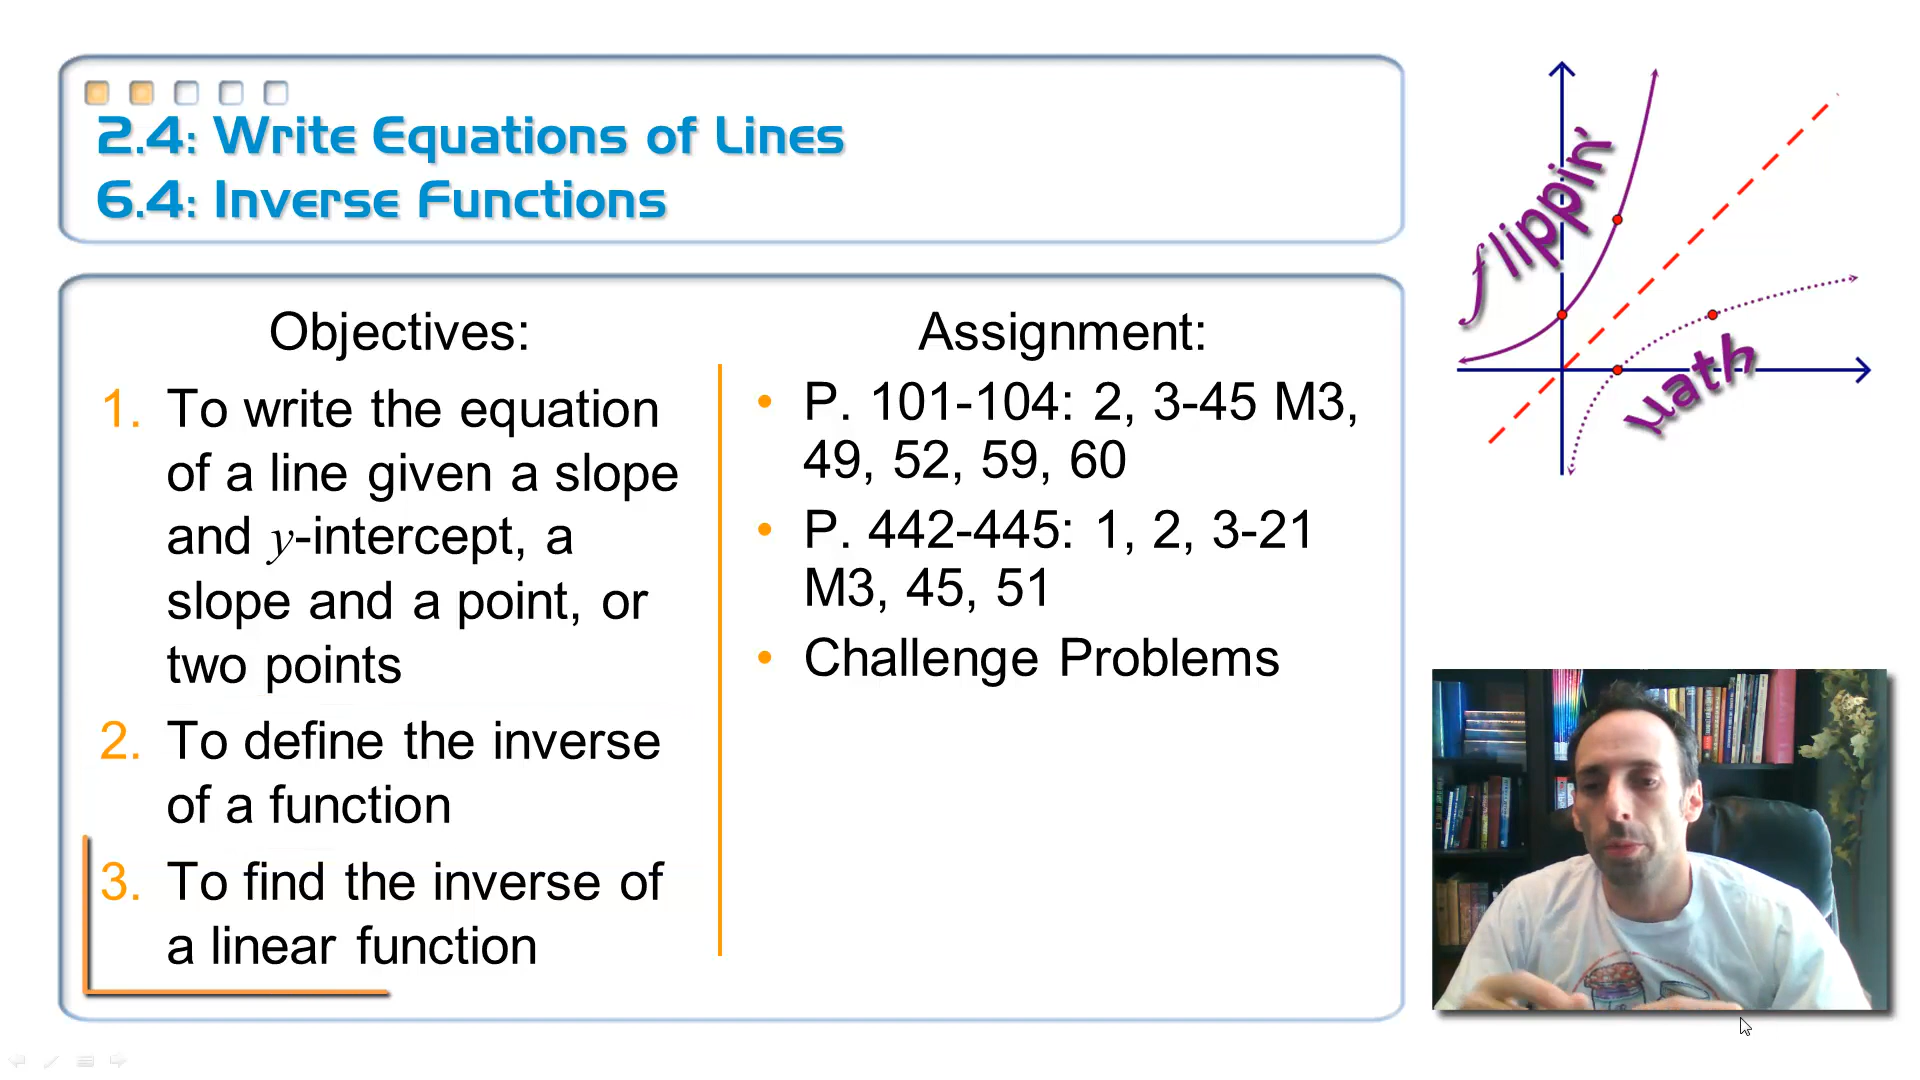 2.4: Write Equations of Lines
6.4: Inverse Functions
Objectives:
1. To write the equation
of a line given a slope
and y-intercept, a
slope and a point, or
two points
2. To define the inverse
of a function
3. To find the inverse of
a linear function
Assignment:
• P. 101-104: 2, 3-45 M3,
49, 52, 59, 60
• P. 442-445: 1, 2, 3-21
M3, 45, 51
• Challenge Problems
flippin'
math